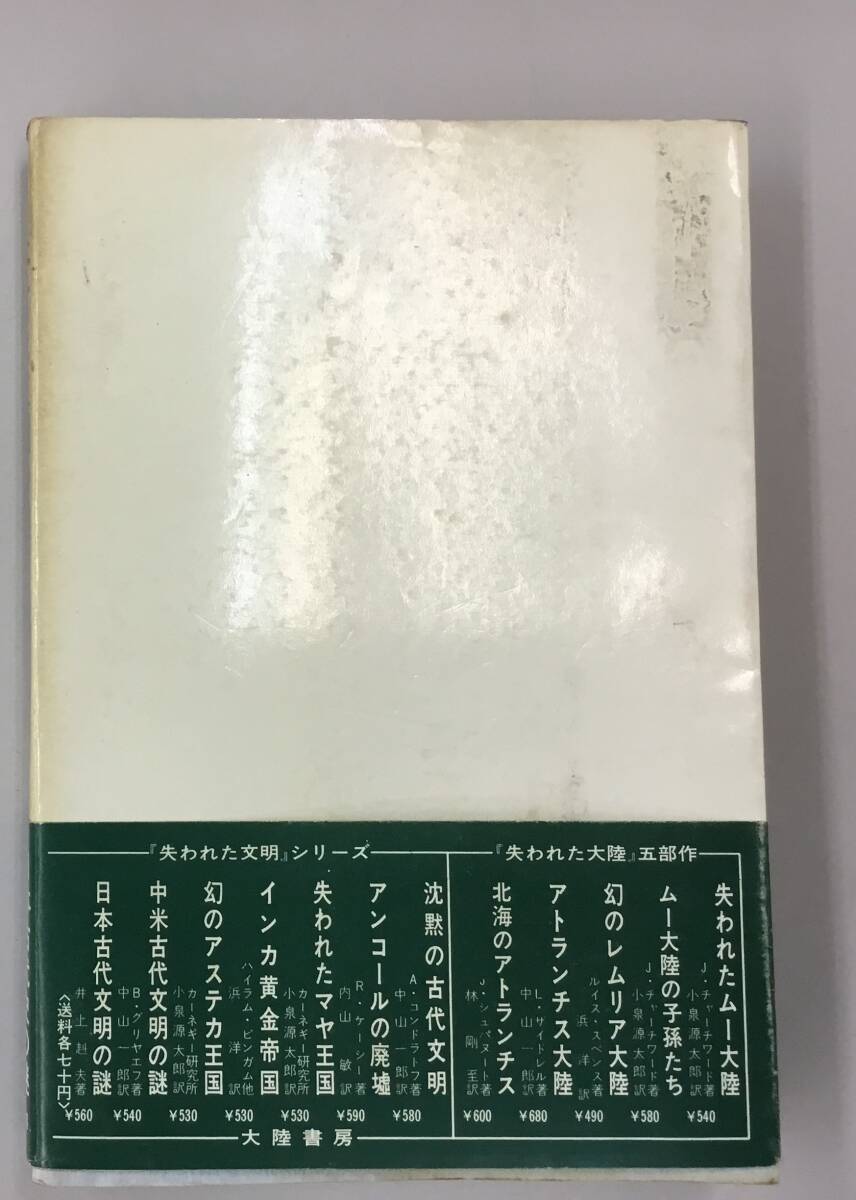 『失われた大陸』五部作
失われたムー大陸
J・チャーチワード著
小泉源太郎訳
￥540
ムー大陸の子孫たち
J・チャーチワード著
小泉源太郎訳
￥580
幻のレムリア大陸
ルイス・スペンス著
浜洋訳
￥490
アトランチス大陸
L・サイトレル著
中山一郎訳
￥680
北海のアトランチス
J・シュパヌート著
林剛至訳
￥600
『失われた文明』シリーズ
沈黙の古代文明
A・コンドラトフ著
中山一郎訳
￥580
アンコールの廃墟
R・ケーシー著
内山敏訳
￥590
失われたマヤ王国
カーネギー研究所
小泉源太郎訳
￥530
インカ黄金帝国
ハイラム・ビンガム他
浜洋訳
￥530
幻のアステカ王国
カーネギー研究所
小泉源太郎訳
￥530
中米古代文明の謎
B・グリヤエフ著
中山一郎訳
￥540
日本古代文明の謎
井上赳夫著
￥560
〈送料各七十円〉
大陸書房